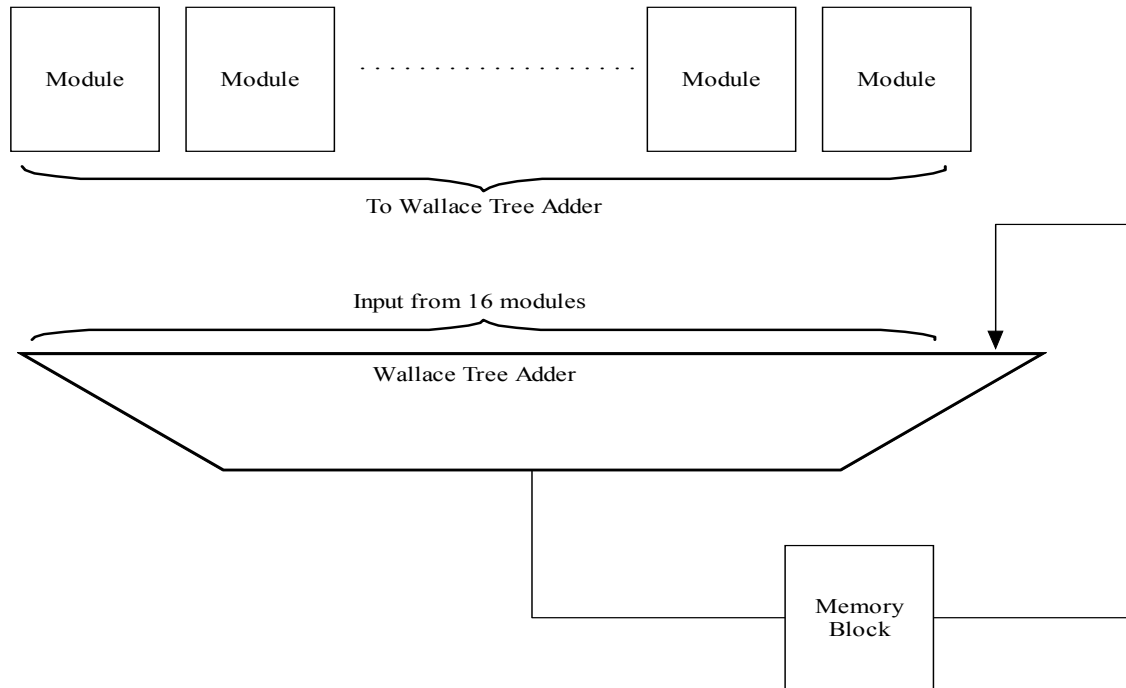 Module
Module
Module
Module
To Wallace Tree Adder
Input from 16 modules
Wallace Tree Adder
Memory
Block